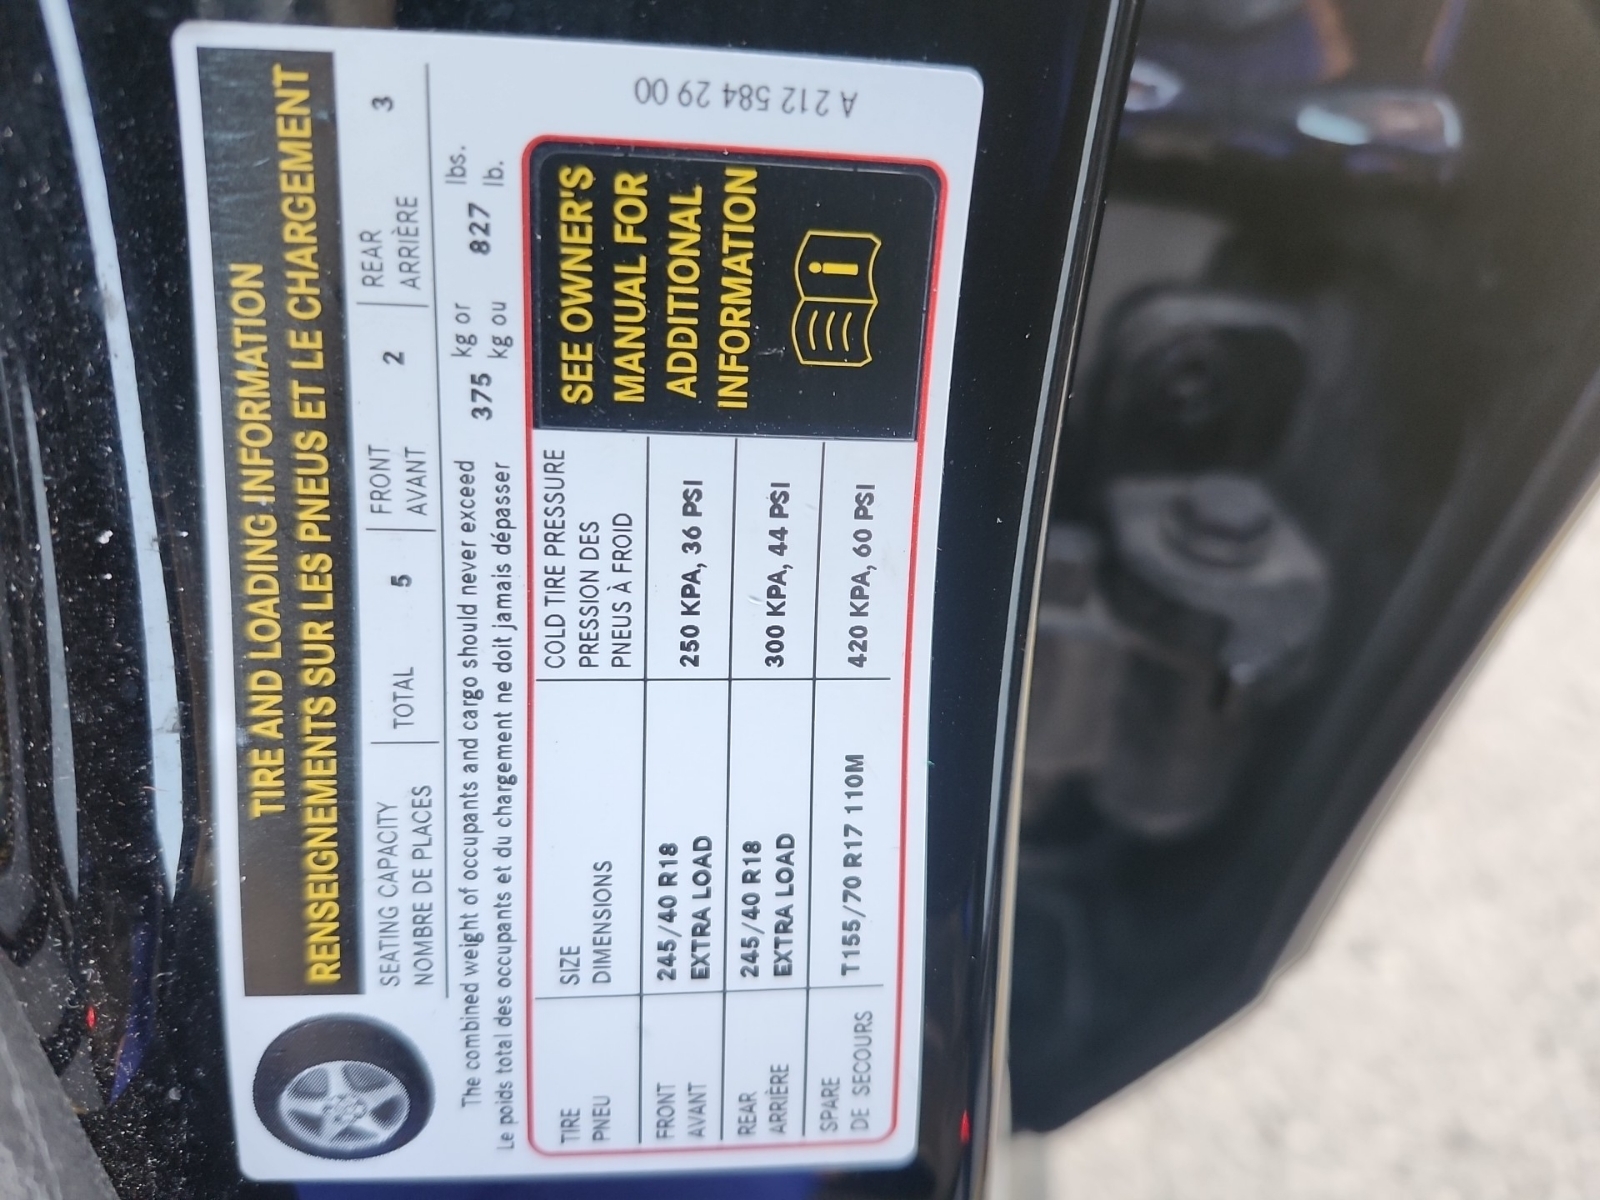 TIRE AND LOADING INFORMATION
RENSEIGNEMENTS SUR LES PNEUS ET LE CHARGEMENT
SEATING CAPACITY
NOMBRE DE PLACES
TOTAL 5
FRONT
AVANT
2
REAR
ARRIÈRE
3
The combined weight of occupants and cargo should never exceed 375 kg or 827 lbs.
Le poids total des occupants et du chargement ne doit jamais dépasser kg ou lb.
TIRE
PNEU
SIZE
DIMENSIONS
COLD TIRE PRESSURE
PRESSION DES
PNEUS À FROID
FRONT
AVANT
245/40 R18
EXTRA LOAD
250 KPA, 36 PSI
REAR
ARRIÈRE
245/40 R18
EXTRA LOAD
300 KPA, 44 PSI
SPARE
DE SECOURS
T155/70 R17 110M
420 KPA, 60 PSI
SEE OWNER'S
MANUAL FOR
ADDITIONAL
INFORMATION
i
A 212 584 29 00